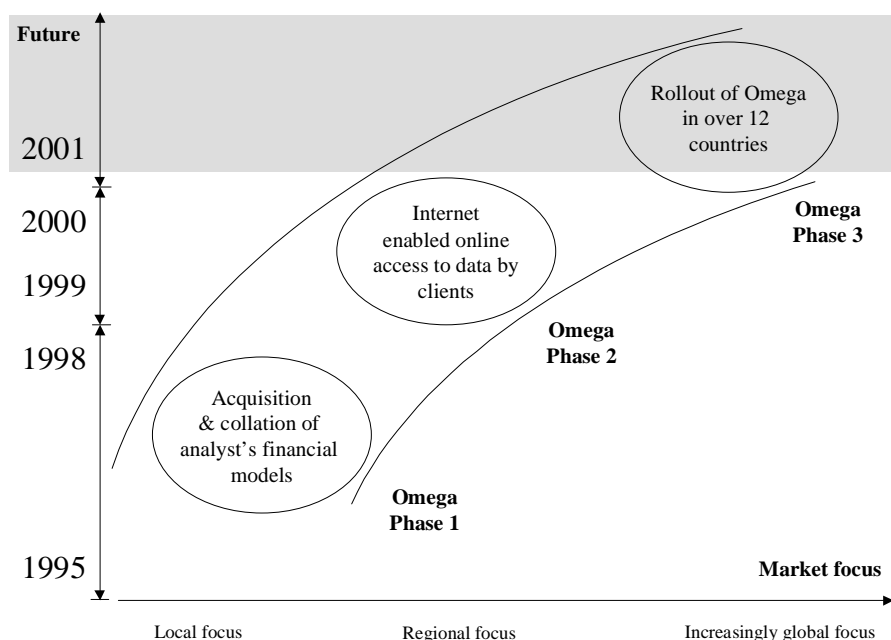 Future
Rollout of Omega
in over 12
countries
2001
2000
Internet
enabled online
access to data by
clients
Omega
Phase 3
1999
1998
Omega
Phase 2
Acquisition
& collation of
analyst's financial
models
Omega
Phase 1
1995
Market focus
Local focus
Regional focus
Increasingly global focus